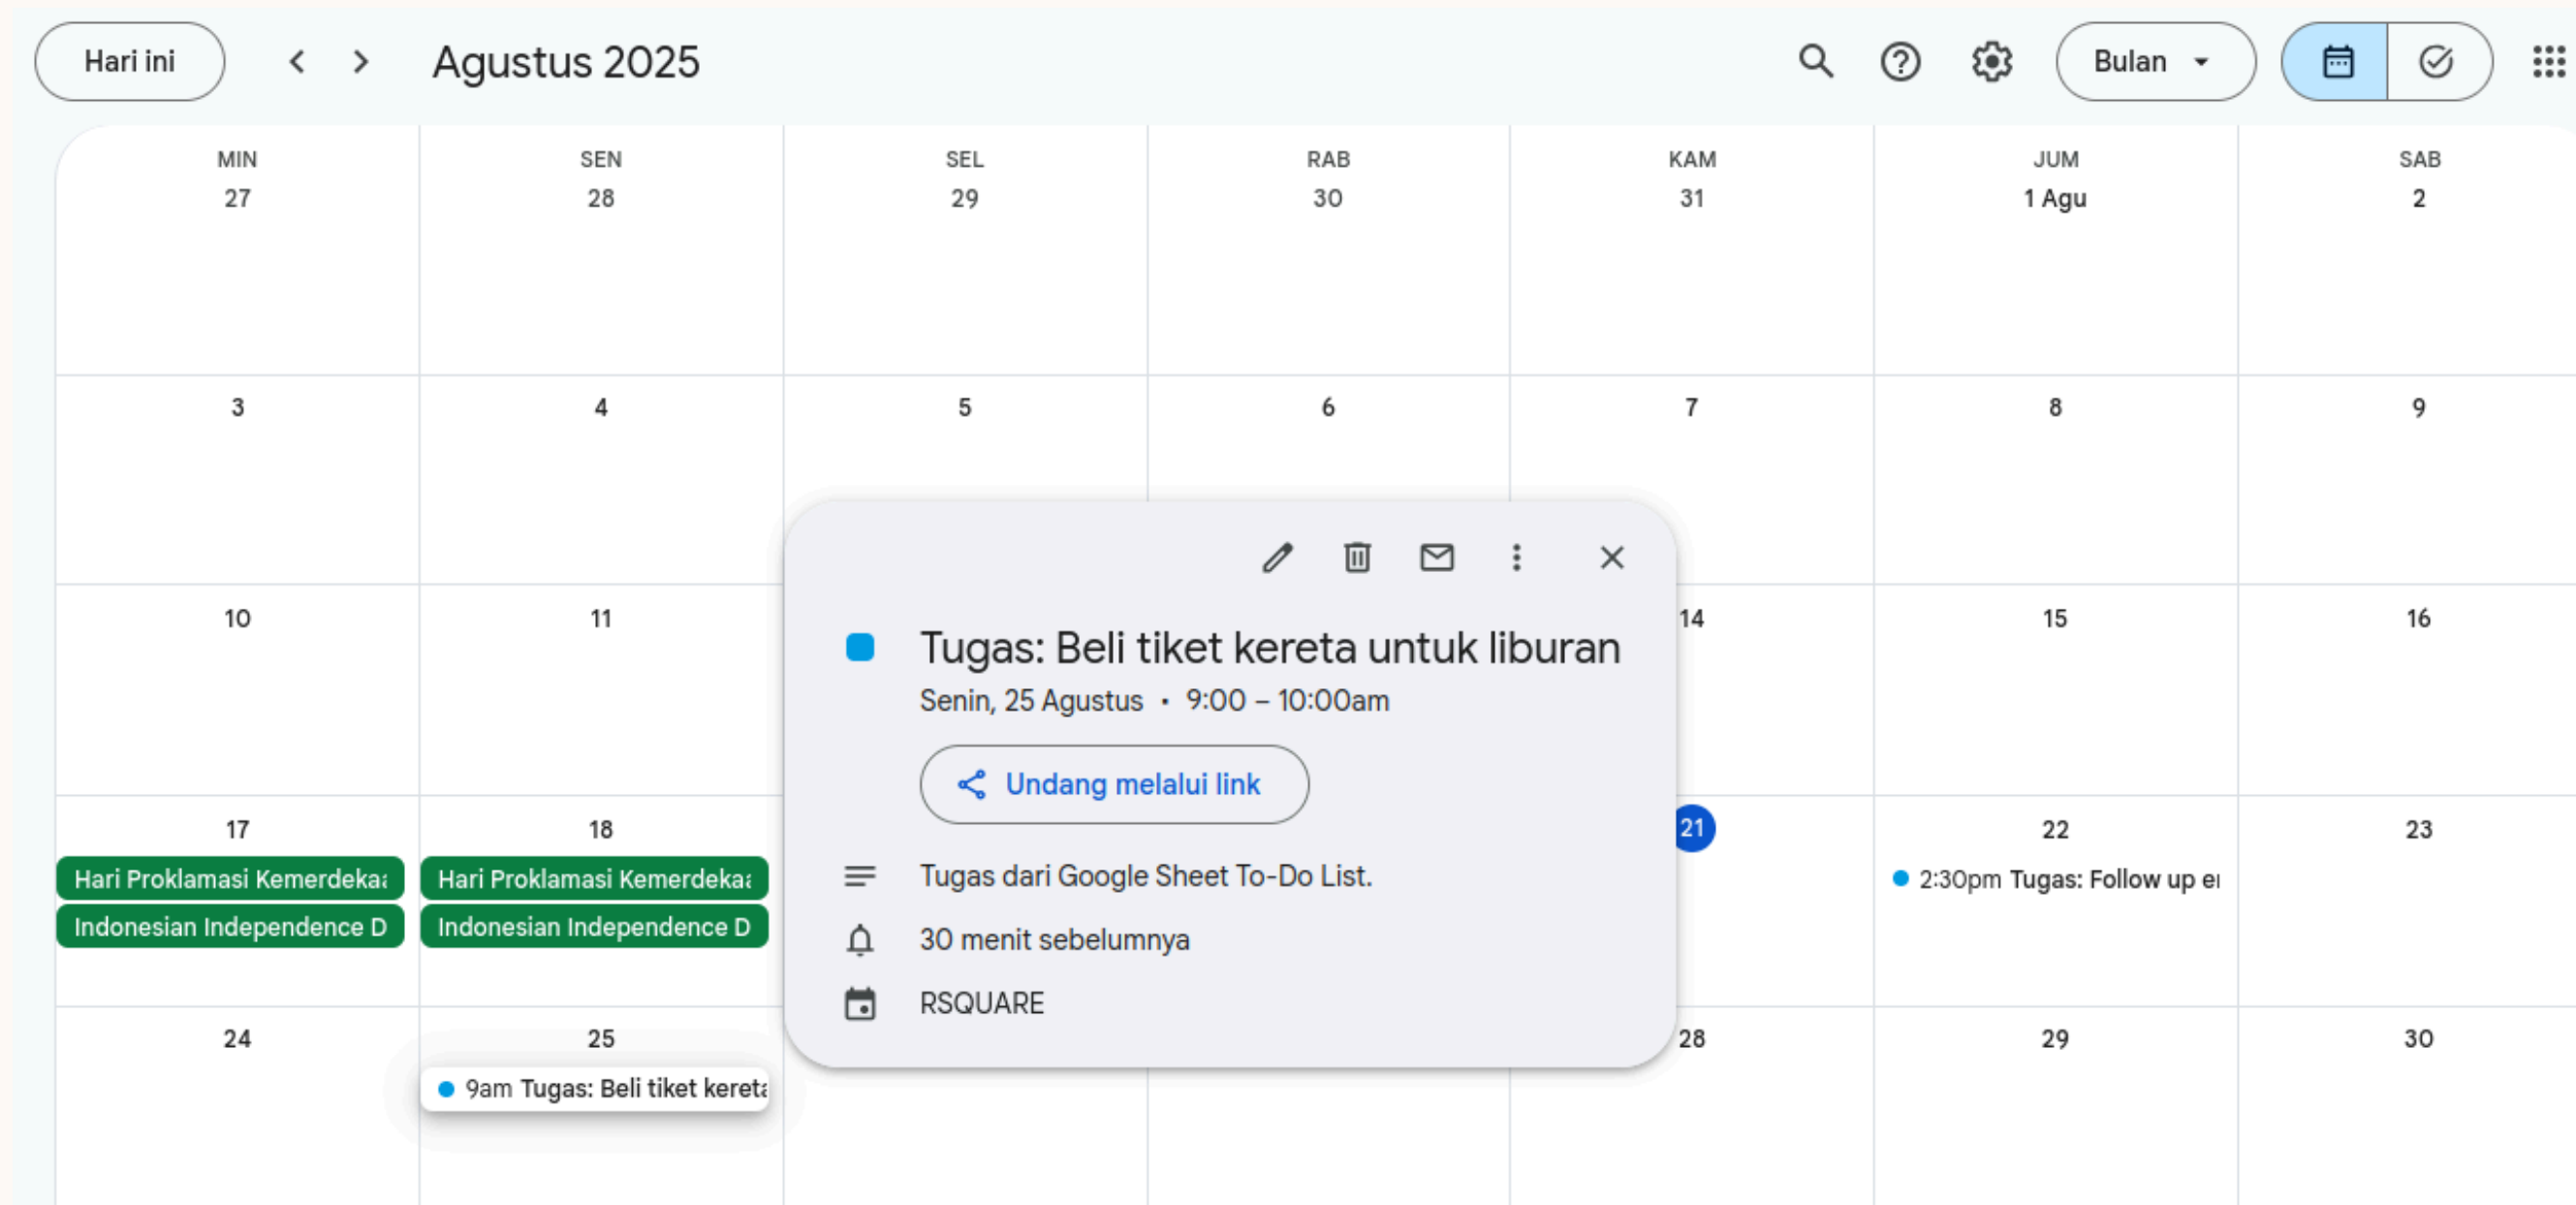 Hari ini
Agustus 2025
Bulan
MIN SEN SEL RAB KAM JUM SAB
27 28 29 30 31 1 Agu 2
3 4 5 6 7 8 9
10 11 14 15 16
17 18 21 22 23
Hari Proklamasi Hari Proklamasi 2:30pm Tugas: Follow up
Indonesian Independence D Indonesian Independence D
24 25 28 29 30
9am Tugas: Beli tiket
Tugas: Beli tiket kereta untuk liburan
Senin, 25 Agustus • 9:00 – 10:00am
Undang melalui link
Tugas dari Google Sheet To-Do List.
30 menit sebelumnya
RSQUARE